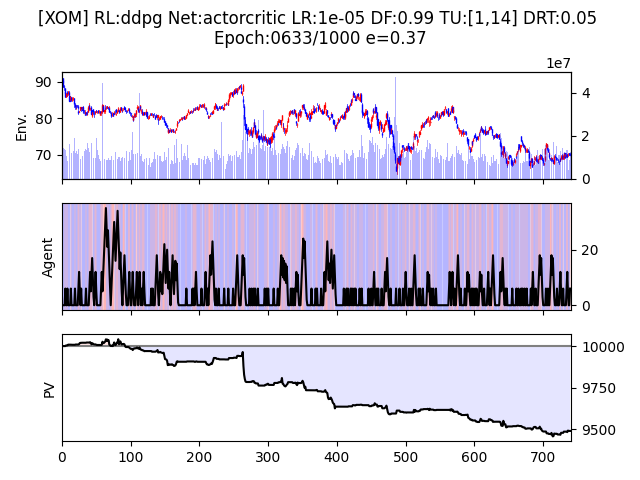 [XOM] RL:ddpg Net:actorcritic LR:1e-05 DF:0.99 TU:[1,14] DRT:0.05
Epoch:0633/1000 e=0.37
1e7
90
80
70
Env.
4
2
0
Agent
20
0
PV
10000
9750
9500
0 100 200 300 400 500 600 700